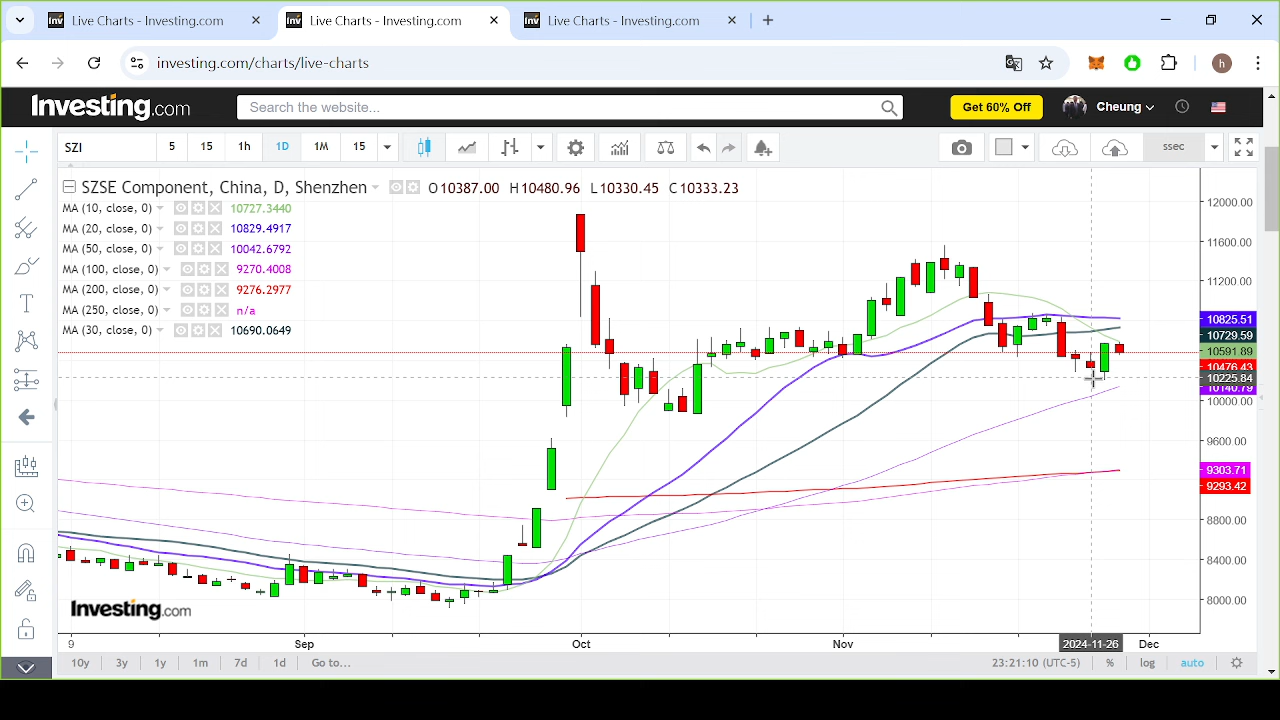 Live Charts - Investing.com
Live Charts - Investing.com
Live Charts - Investing.com
investing.com/charts/live-charts
h
Investing.com
Search the website...
Get 60% Off
Cheung
SZI
5
15
1h
1D
1M
15
ssec
SZSE Component, China, D, Shenzhen
O10387.00 H10480.96 L10330.45 C10333.23
MA (10, close, 0) 10727.3440
MA (20, close, 0) 10829.4917
MA (50, close, 0) 10042.6792
MA (100, close, 0) 9270.4008
MA (200, close, 0) 9276.2977
MA (250, close, 0) n/a
MA (30, close, 0) 10690.0649
12000.00
11600.00
11200.00
10825.51
10729.59
10591.89
10476.43
10225.84
10140.79
10000.00
9600.00
9303.71
9293.42
8800.00
8400.00
8000.00
Investing.com
9
Sep
Oct
Nov
2024-11-26
Dec
10y
3y
1y
1m
7d
1d
Go to...
23:21:10 (UTC-5)
%
log
auto